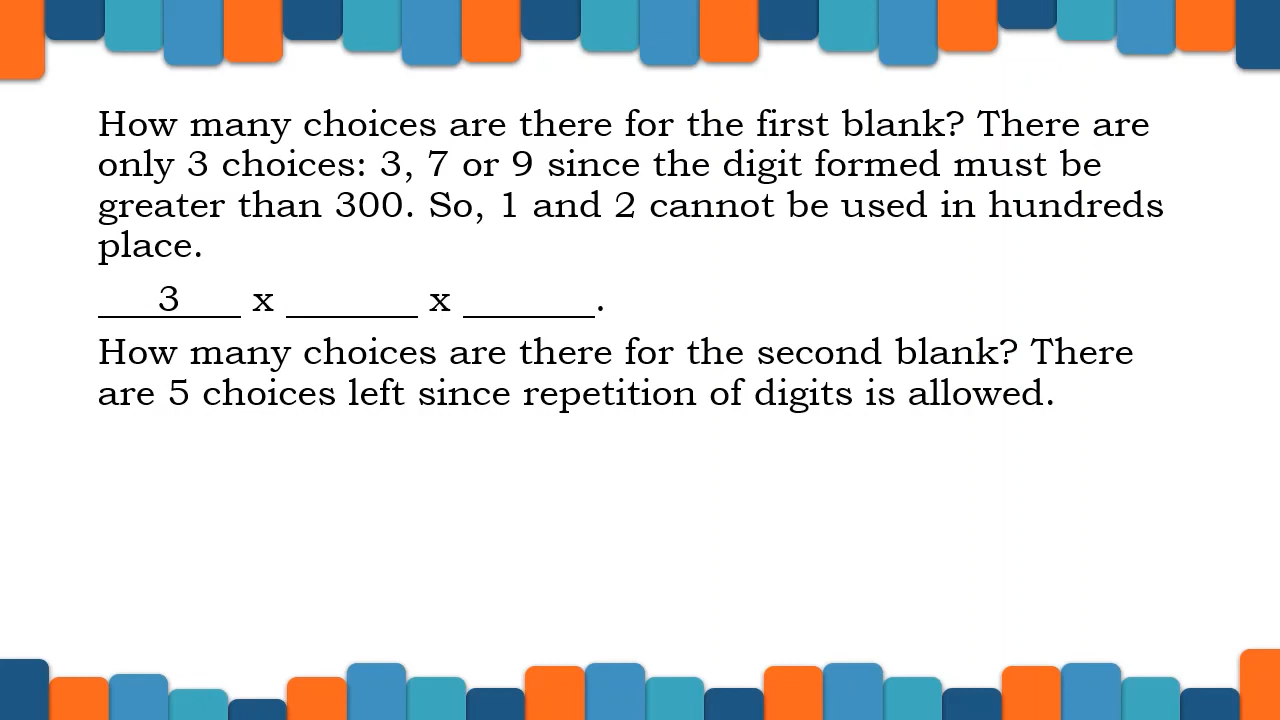 How many choices are there for the first blank? There are
only 3 choices: 3, 7 or 9 since the digit formed must be
greater than 300. So, 1 and 2 cannot be used in hundreds
place.
___3___ x _______ x _______.
How many choices are there for the second blank? There
are 5 choices left since repetition of digits is allowed.